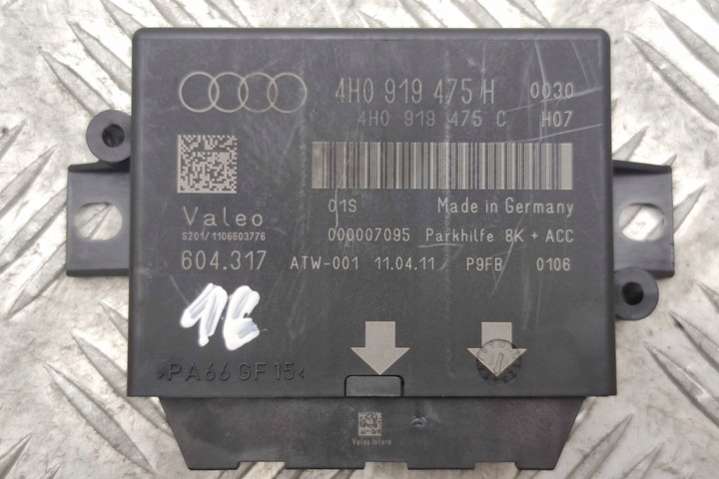 4H0 919 475 H 0030
4H0 919 475 C H07
Valeo
S201/1106603776
01S Made in Germany
000007095 Parkhilfe 8K + ACC
604.317 ATW-001 11.04.11 P9FB 0106
>PA66 GF15<